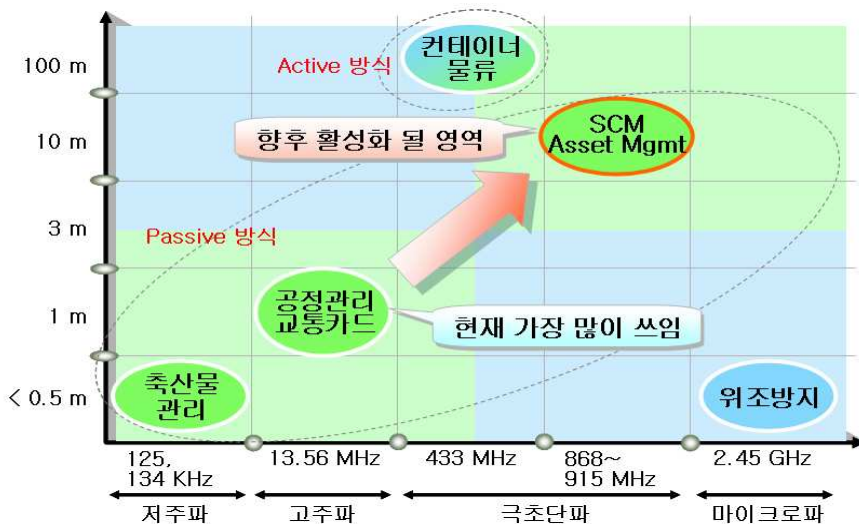 100 m
Active 방식
컨테이너
물류
10 m
향후 활성화 될 영역
SCM
Asset Mgmt
3 m
Passive 방식
1 m
공정관리
교통카드
현재 가장 많이 쓰임
< 0.5 m
축산물
관리
위조방지
125,
134 KHz
13.56 MHz
433 MHz
868~
915 MHz
2.45 GHz
저주파
고주파
극초단파
마이크로파